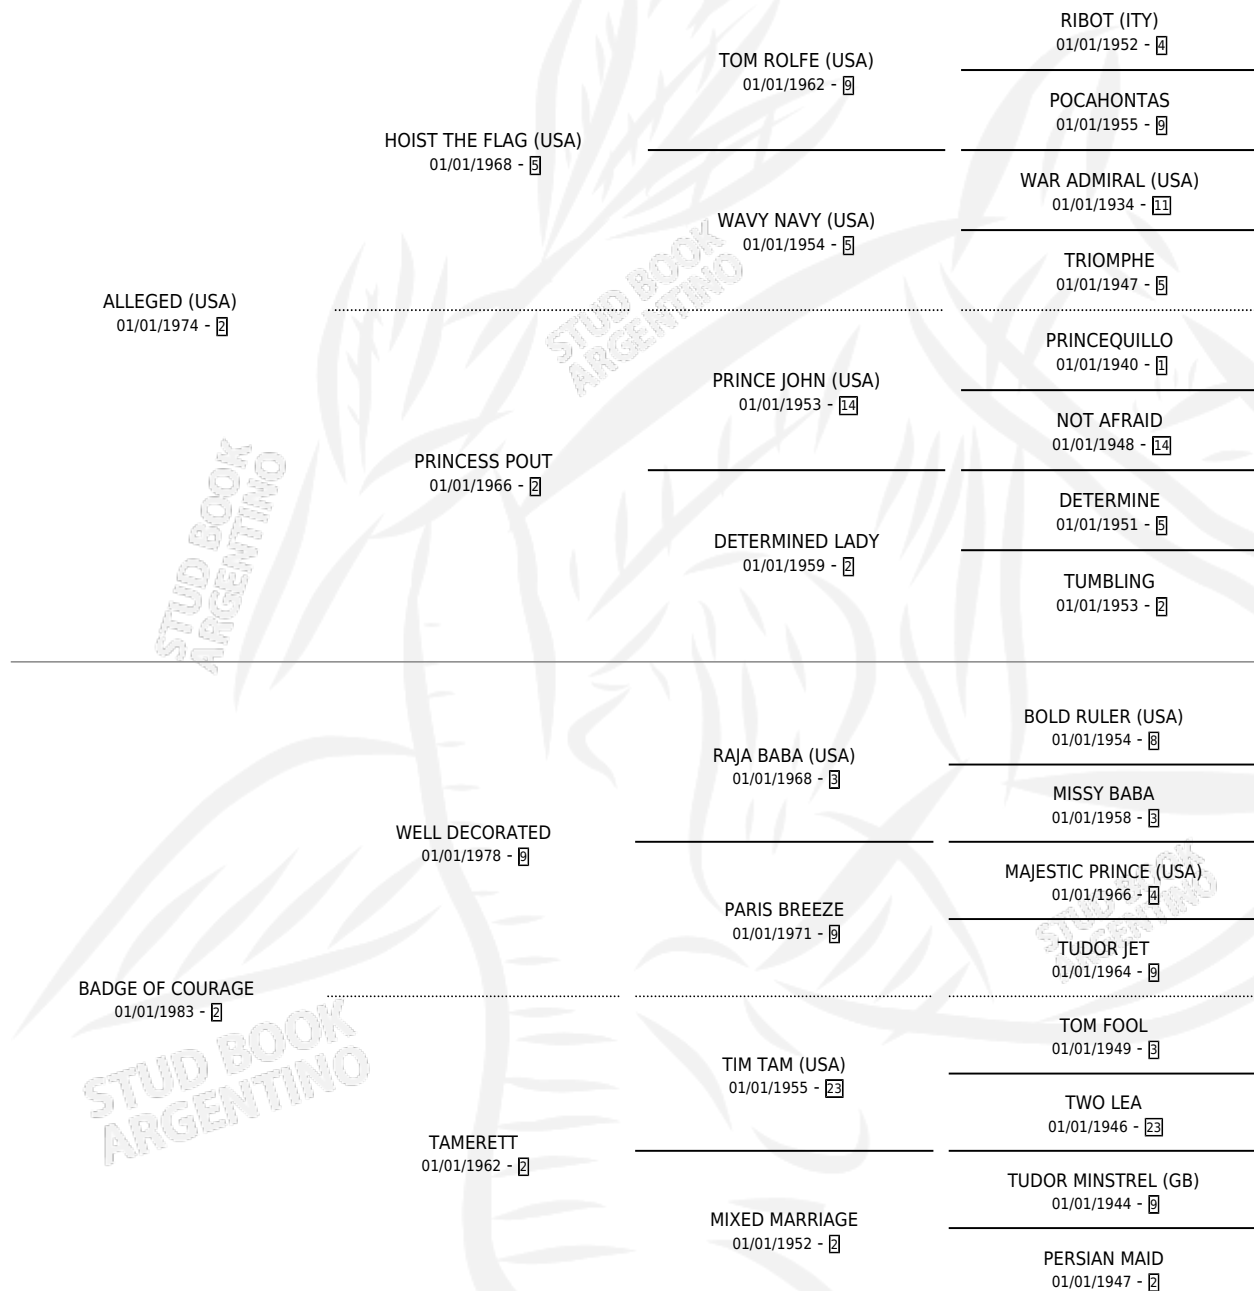 RIBOT (ITY)
01/01/1952 - 4
TOM ROLFE (USA)
01/01/1962 - 9
POCAHONTAS
01/01/1955 - 9
HOIST THE FLAG (USA)
01/01/1968 - 5
WAR ADMIRAL (USA)
01/01/1934 - 11
WAVY NAVY (USA)
01/01/1954 - 5
TRIOMPHE
01/01/1947 - 5
ALLEGED (USA)
01/01/1974 - 2
PRINCEQUILLO
01/01/1940 - 1
PRINCE JOHN (USA)
01/01/1953 - 14
NOT AFRAID
01/01/1948 - 14
PRINCESS POUT
01/01/1966 - 2
DETERMINE
01/01/1951 - 5
DETERMINED LADY
01/01/1959 - 2
TUMBLING
01/01/1953 - 2
BOLD RULER (USA)
01/01/1954 - 8
RAJA BABA (USA)
01/01/1968 - 3
MISSY BABA
01/01/1958 - 3
WELL DECORATED
01/01/1978 - 9
MAJESTIC PRINCE (USA)
01/01/1966 - 4
PARIS BREEZE
01/01/1971 - 9
TUDOR JET
01/01/1964 - 9
BADGE OF COURAGE
01/01/1983 - 2
TOM FOOL
01/01/1949 - 3
TIM TAM (USA)
01/01/1955 - 23
TWO LEA
01/01/1946 - 23
TAMERETT
01/01/1962 - 2
TUDOR MINSTREL (GB)
01/01/1944 - 9
MIXED MARRIAGE
01/01/1952 - 2
PERSIAN MAID
01/01/1947 - 2
STUD BOOK
ARGENTINO
STUD BOOK
ARGENTINO
STUD BOOK
ARGENTINO
STUD BOOK
ARGENTINO